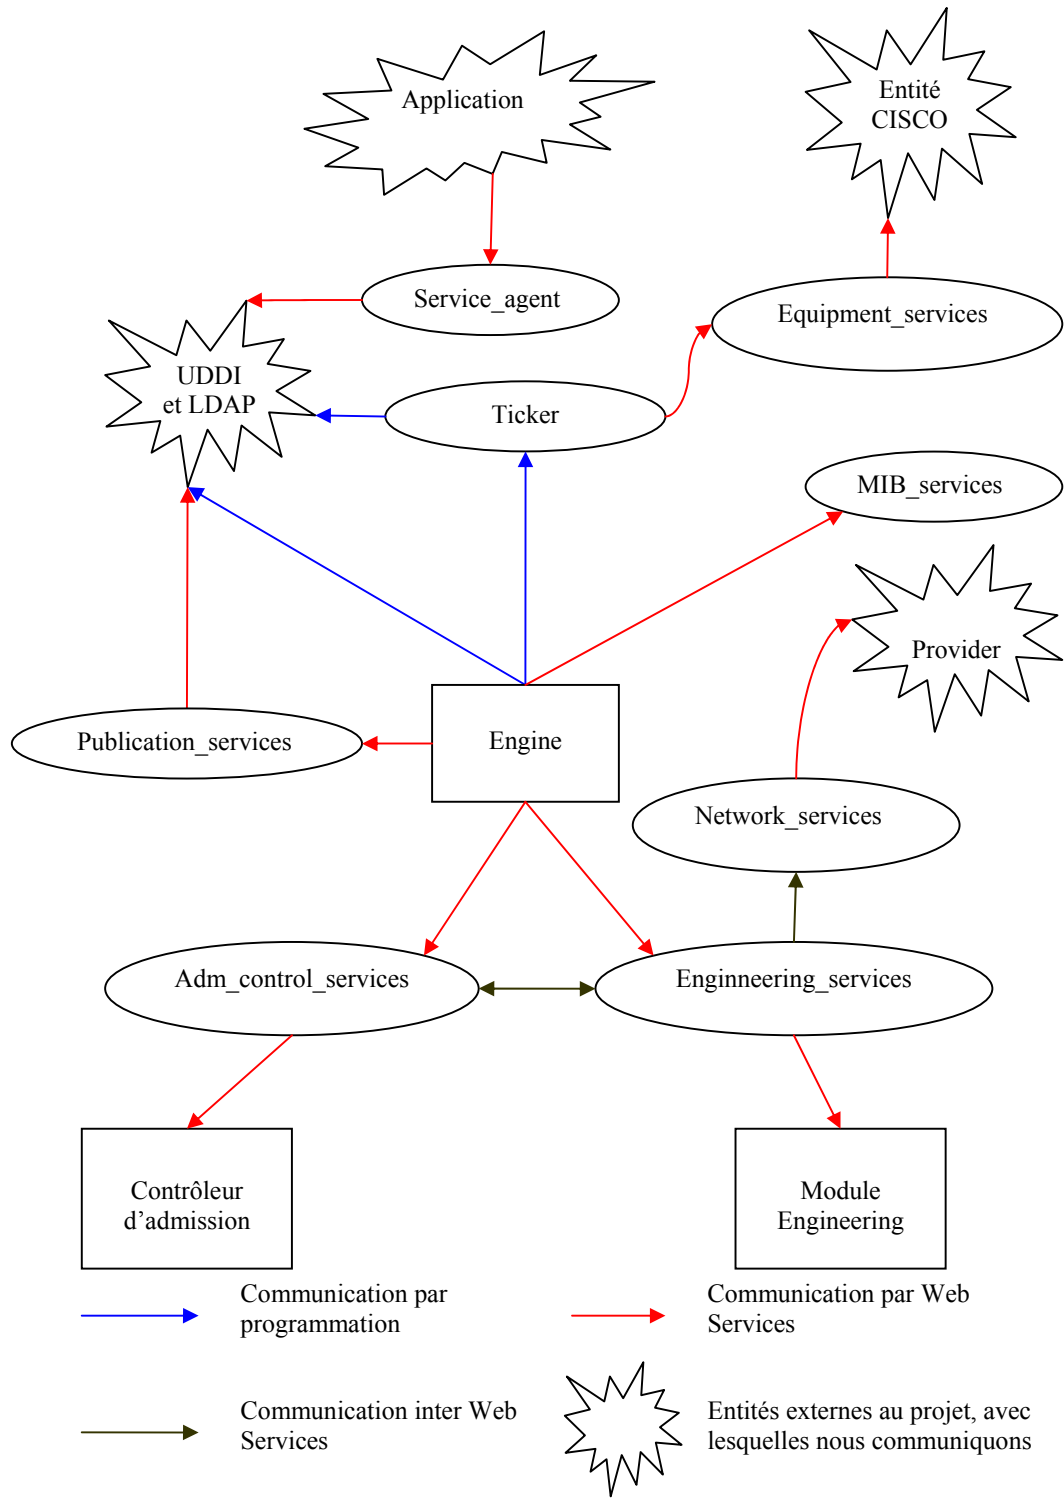 Application
Entité
CISCO
Service_agent
Equipment_services
UDDI
et LDAP
Ticker
MIB_services
Provider
Publication_services
Engine
Network_services
Adm_control_services
Enginneering_services
Contrôleur
d'admission
Module
Engineering
Communication par
programmation
Communication par Web
Services
Communication inter Web
Services
Entités externes au projet, avec
lesquelles nous communiquons